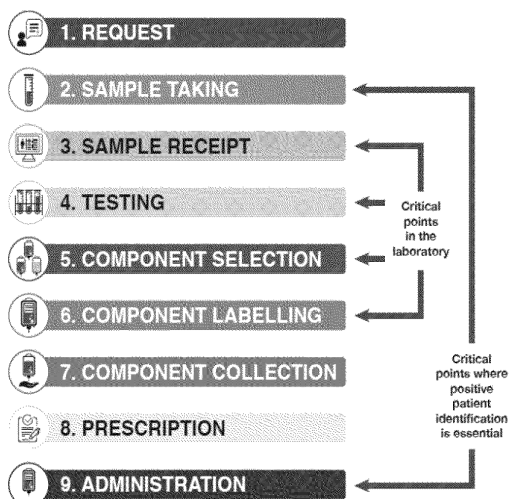 1. REQUEST
2. SAMPLE TAKING
3. SAMPLE RECEIPT
4. TESTING
5. COMPONENT SELECTION
6. COMPONENT LABELLING
7. COMPONENT COLLECTION
8. PRESCRIPTION
9. ADMINISTRATION
Critical
points
in the
laboratory
Critical
points where
positive
patient
identification
is essential